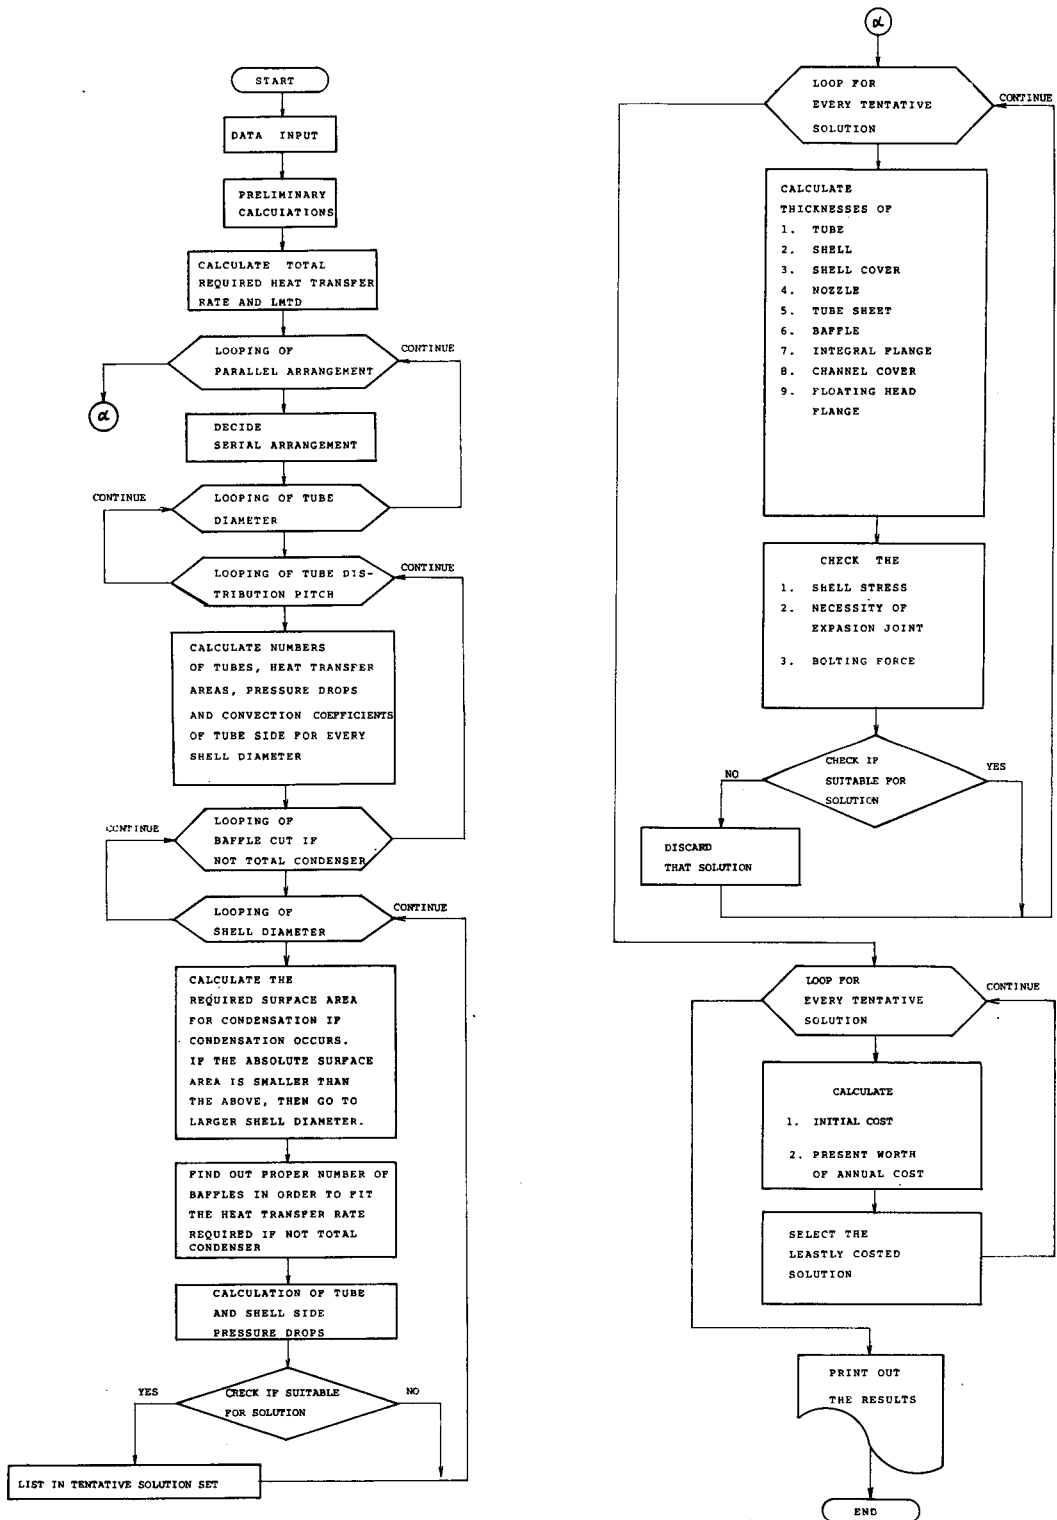 START
DATA INPUT
PRELIMINARY
CALCUIATIONS
CALCULATE TOTAL
REQUIRED HEAT TRANSFER
RATE AND LMTD
LOOPING OF
PARALLEL ARRANGEMENT
CONTINUE
α
DECIDE
SERIAL ARRANGEMENT
CONTINUE
LOOPING OF TUBE
DIAMETER
LOOPING OF TUBE DIS-
TRIBUTION PITCH
CONTINUE
CALCULATE NUMBERS
OF TUBES, HEAT TRANSFER
AREAS, PRESSURE DROPS
AND CONVECTION COEFFICIENTS
OF TUBE SIDE FOR EVERY
SHELL DIAMETER
CONTINUE
LOOPING OF
BAFFLE CUT IF
NOT TOTAL CONDENSER
LOOPING OF
SHELL DIAMETER
CONTINUE
CALCULATE THE
REQUIRED SURFACE AREA
FOR CONDENSATION IF
CONDENSATION OCCURS.
IF THE ABSOLUTE SURFACE
AREA IS SMALLER THAN
THE ABOVE, THEN GO TO
LARGER SHELL DIAMETER.
FIND OUT PROPER NUMBER OF
BAFFLES IN ORDER TO FIT
THE HEAT TRANSFER RATE
REQUIRED IF NOT TOTAL
CONDENSER
CALCULATION OF TUBE
AND SHELL SIDE
PRESSURE DROPS
YES
CHECK IF SUITABLE
FOR SOLUTION
NO
LIST IN TENTATIVE SOLUTION SET
α
LOOP FOR
EVERY TENTATIVE
SOLUTION
CONTINUE
CALCULATE
THICKNESSES OF
1. TUBE
2. SHELL
3. SHELL COVER
4. NOZZLE
5. TUBE SHEET
6. BAFFLE
7. INTEGRAL FLANGE
8. CHANNEL COVER
9. FLOATING HEAD
FLANGE
CHECK THE
1. SHELL STRESS
2. NECESSITY OF
EXPASION JOINT
3. BOLTING FORCE
NO
CHECK IF
SUITABLE FOR
SOLUTION
YES
DISCARD
THAT SOLUTION
LOOP FOR
EVERY TENTATIVE
SOLUTION
CONTINUE
CALCULATE
1. INITIAL COST
2. PRESENT WORTH
OF ANNUAL COST
SELECT THE
LEASTLY COSTED
SOLUTION
PRINT OUT
THE RESULTS
END